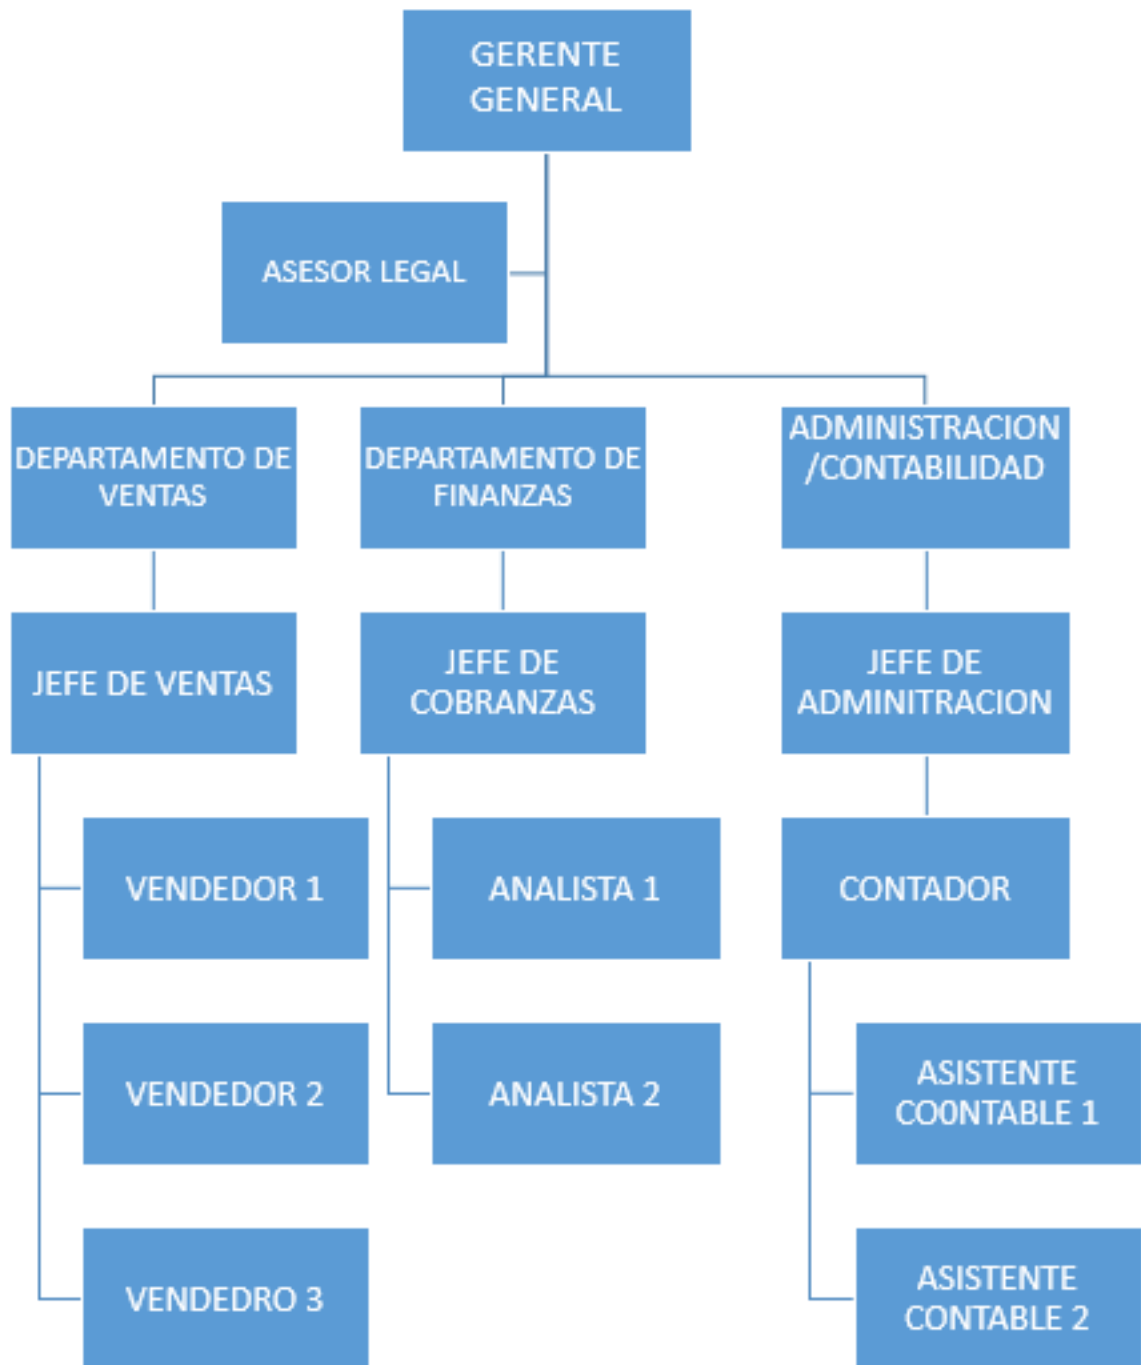 GERENTE
GENERAL
ASESOR LEGAL
DEPARTAMENTO DE
VENTAS
DEPARTAMENTO DE
FINANZAS
ADMINISTRACION
/CONTABILIDAD
JEFE DE VENTAS
JEFE DE
COBRANZAS
JEFE DE
ADMINITRACION
VENDEDOR 1
ANALISTA 1
CONTADOR
VENDEDOR 2
ANALISTA 2
ASISTENTE
CO0NTABLE 1
VENDEDRO 3
ASISTENTE
CONTABLE 2